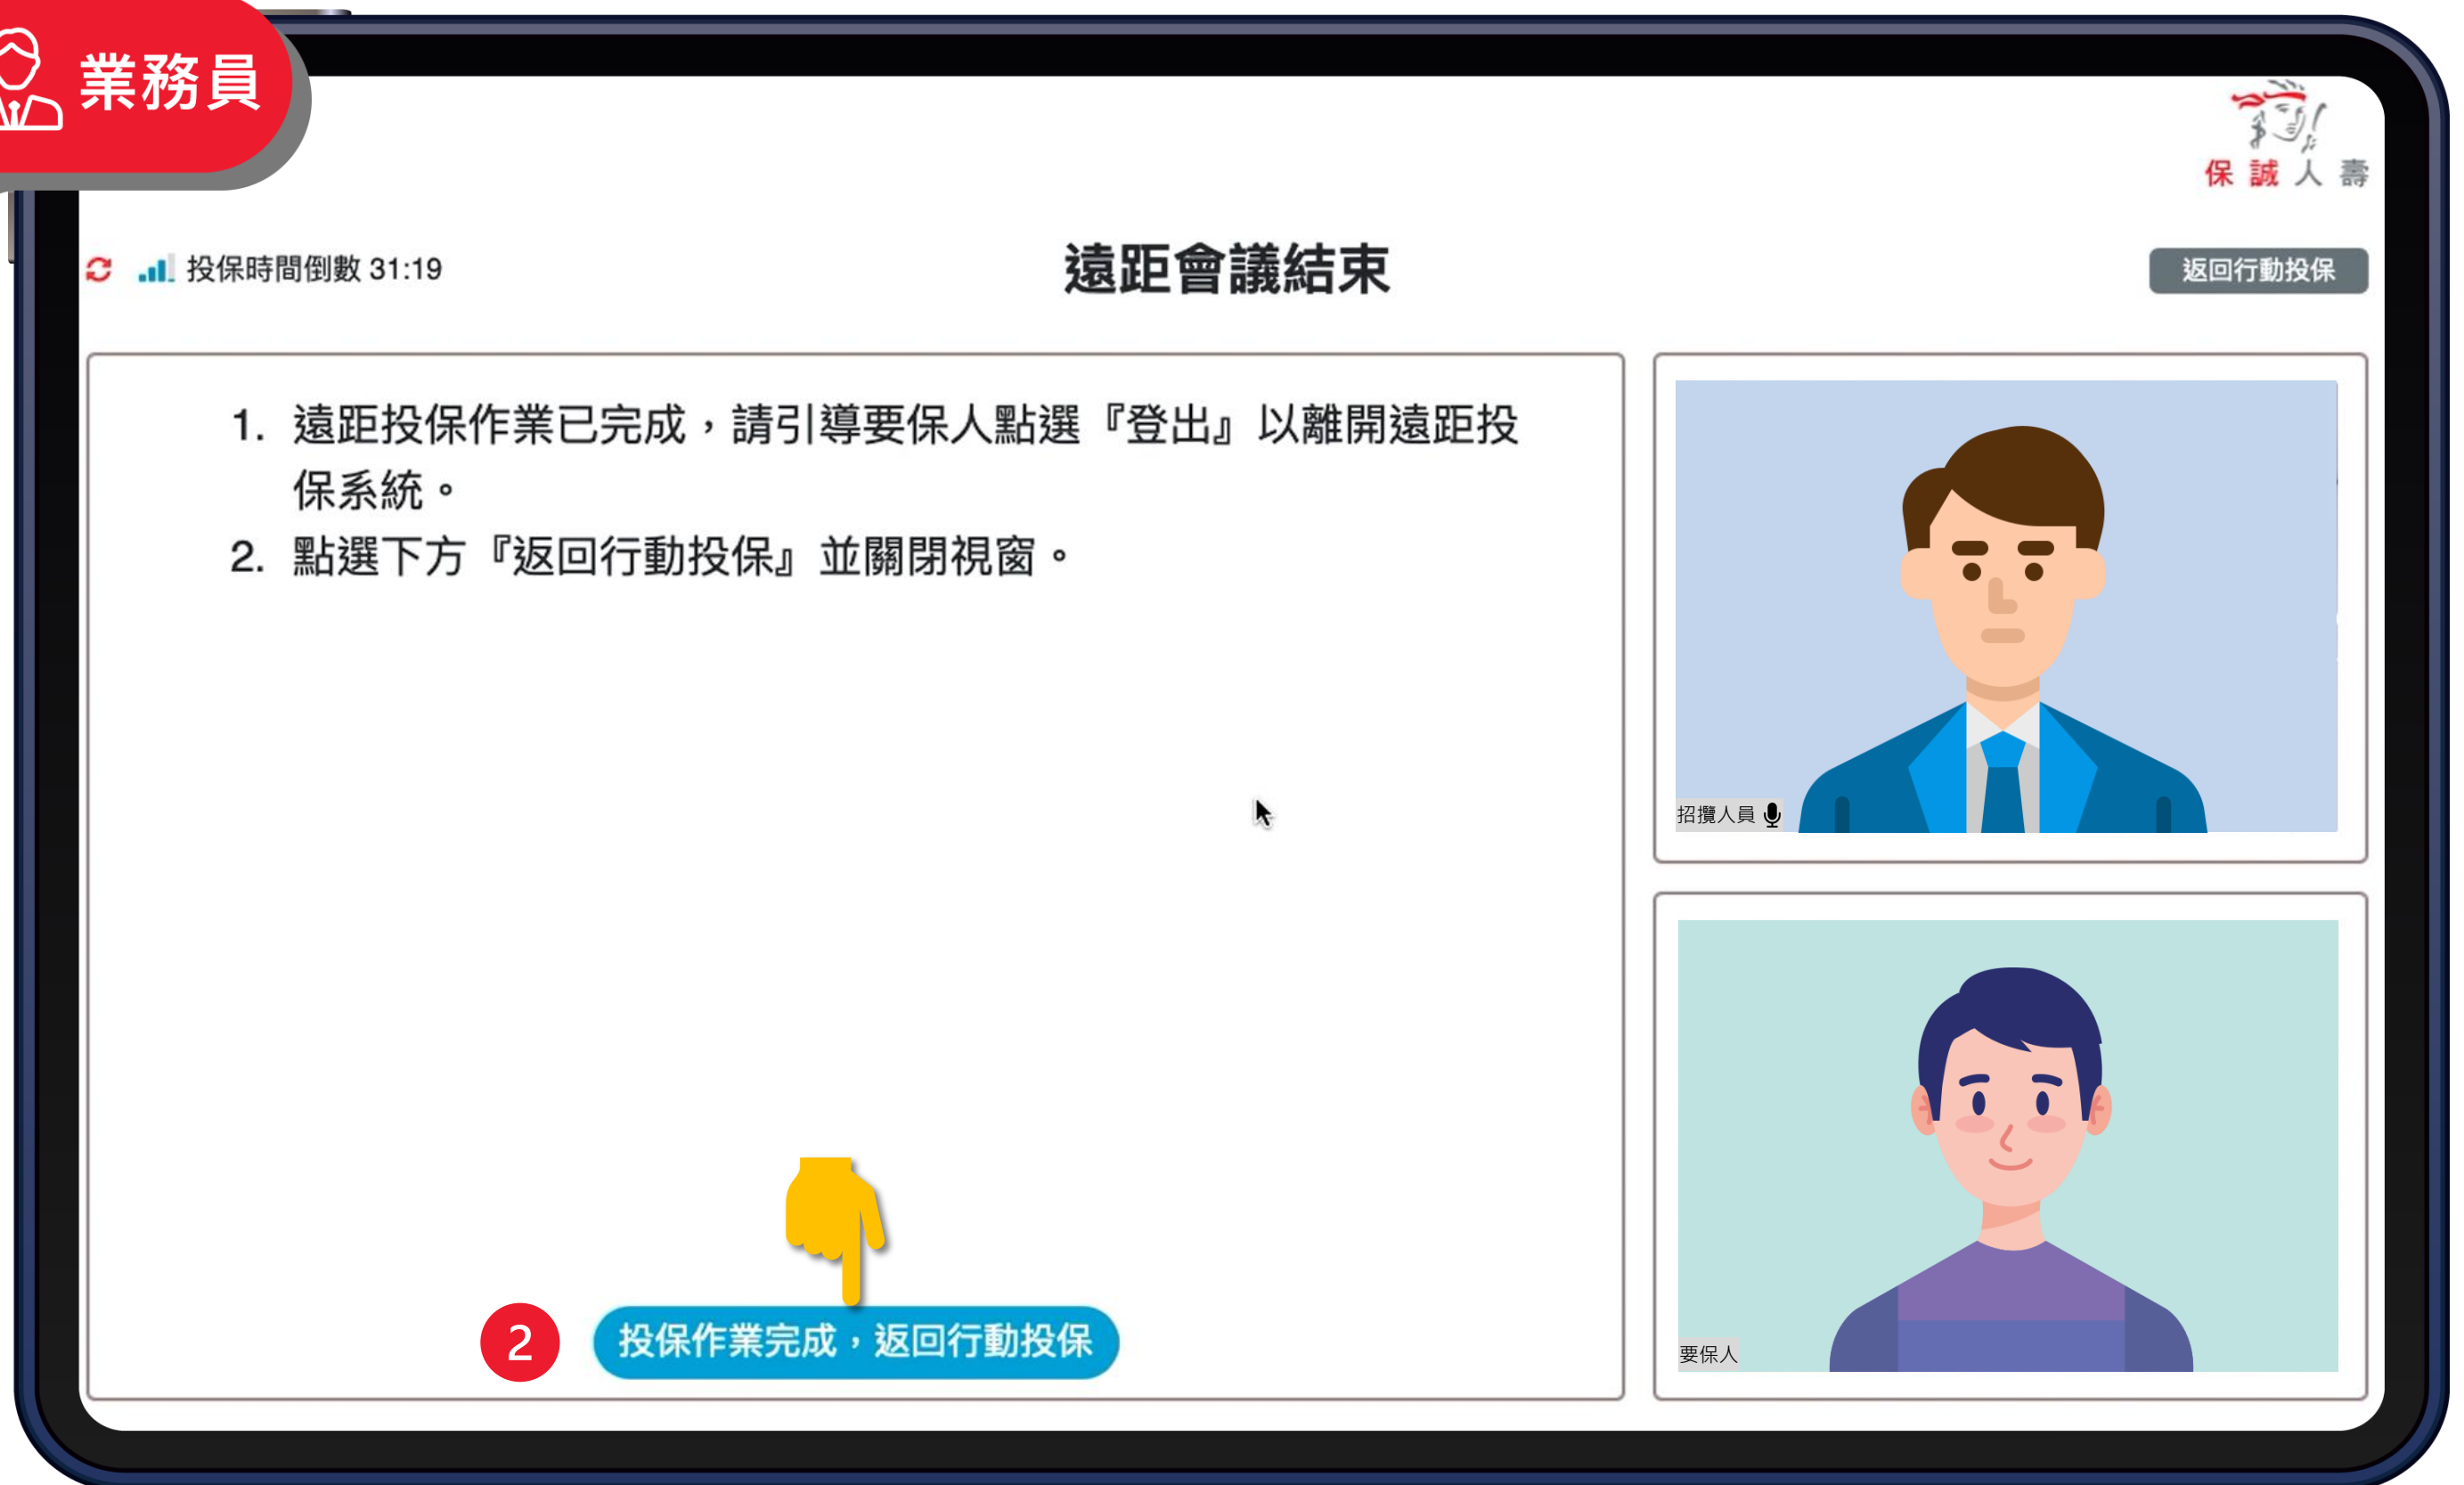 業務員
保誠人壽
投保時間倒數 31:19
遠距會議結束
返回行動投保
1. 遠距投保作業已完成，請引導要保人點選『登出』以離開遠距投
保系統。
2. 點選下方『返回行動投保』並關閉視窗。
招攬人員
2
投保作業完成，返回行動投保
要保人